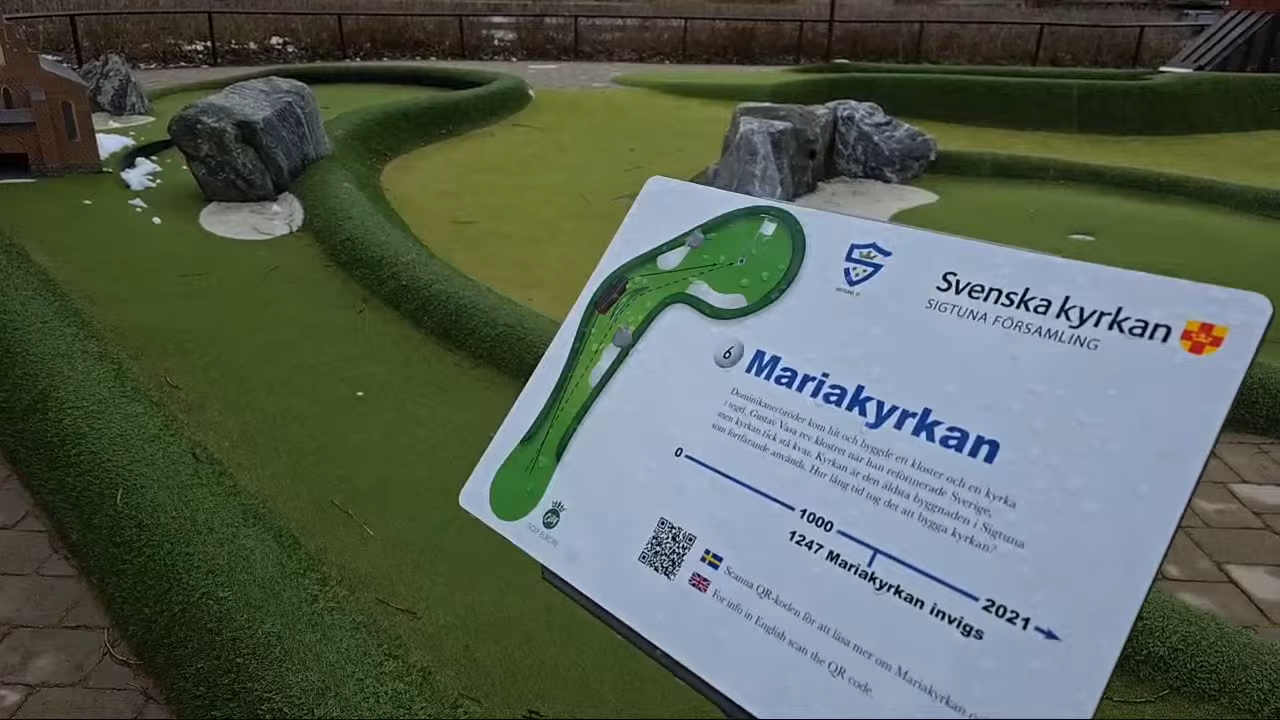 Svenska kyrkan
SIGTUNA FÖRSAMLING
6 Mariakyrkan
Dominikanerbröder kom hit och byggde ett kloster och en kyrka
i tegel. Gustav Vasa rev klostret när han reformerade Sverige,
men kyrkan fick stå kvar. Kyrkan är den äldsta byggnaden i Sigtuna
som fortfarande används. Hur lång tid tog det att bygga kyrkan?
0
1000
2021
1247 Mariakyrkan invigs
Scanna QR-koden för att läsa mer om Mariakyrkan
For info in English scan the QR code.
GOLF EUROPE